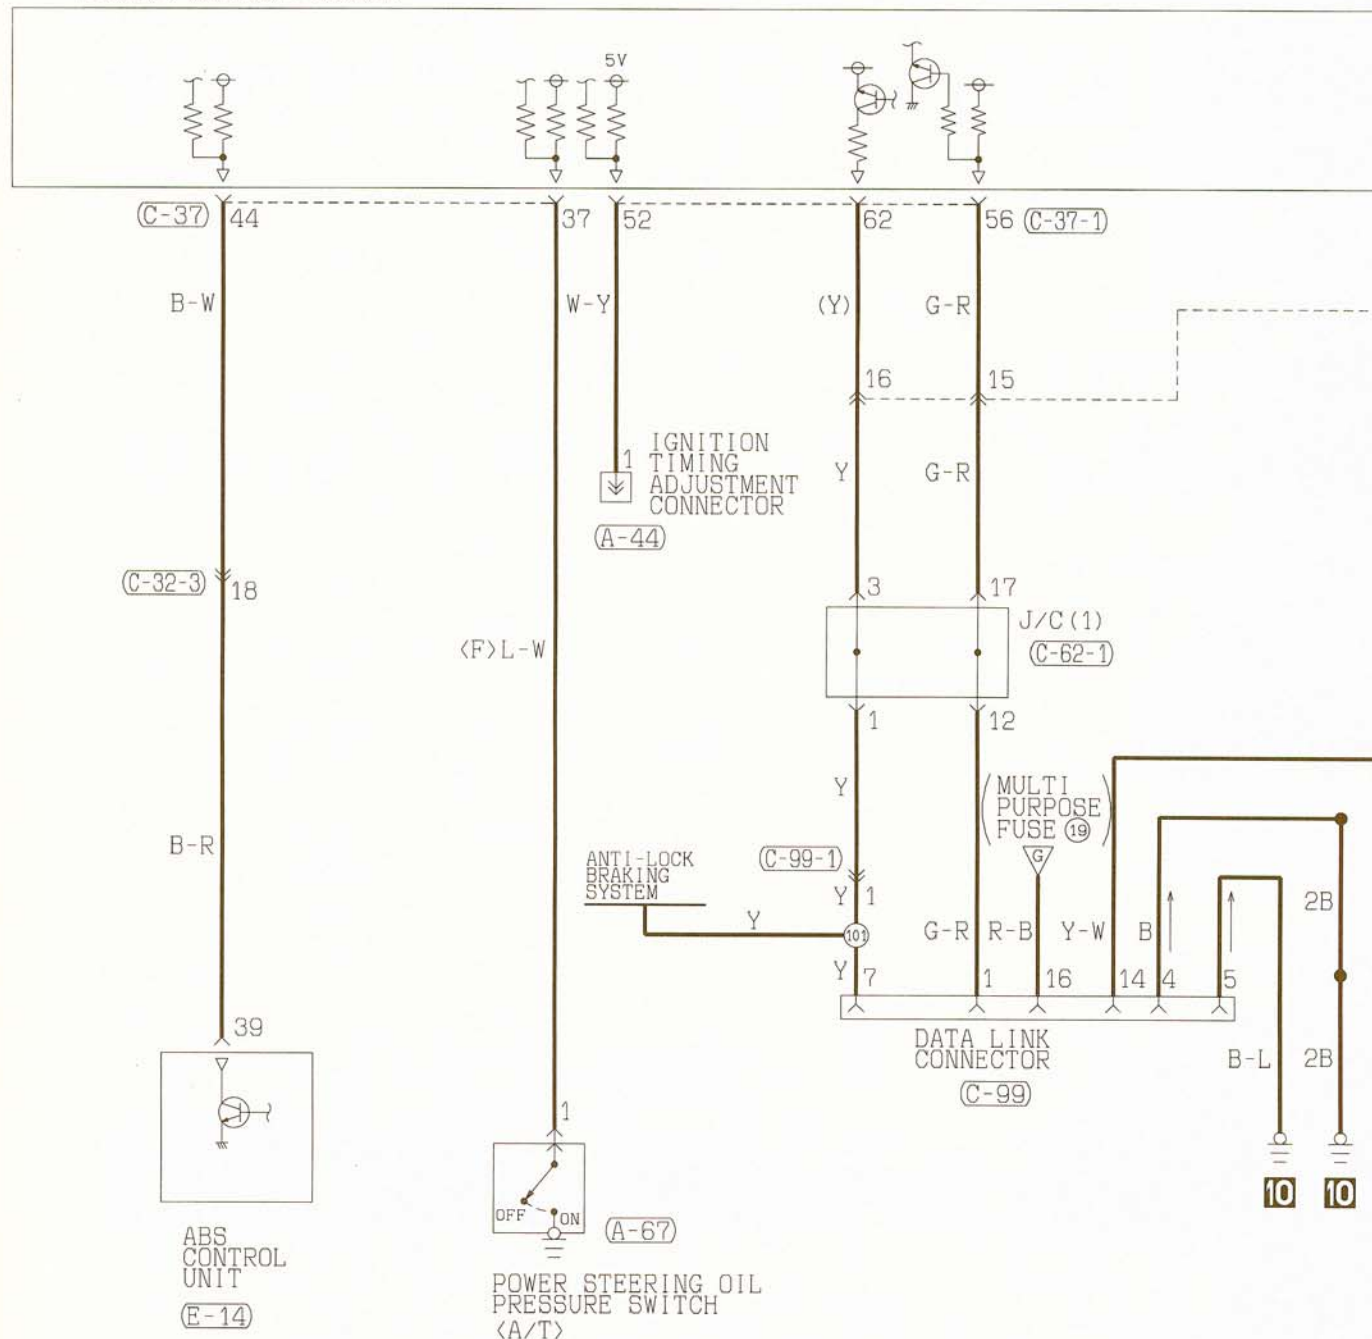 5V
(C-37) 44 37 52 62 56 (C-37-1)
B-W W-Y (Y) G-R
16 15
1 IGNITION
TIMING
ADJUSTMENT
CONNECTOR
(A-44)
Y G-R
(C-32-3) 18
3 17
J/C(1)
(C-62-1)
<F>L-W
1 12
Y
(MULTI
PURPOSE
FUSE 19)
G
B-R
ANTI-LOCK
BRAKING
SYSTEM
(C-99-1)
Y 1
Y 101
G-R R-B Y-W B 2B
Y 7 1 16 14 4 5
39
DATA LINK
CONNECTOR
(C-99)
B-L 2B
1
10 10
OFF ON
(A-67)
ABS
CONTROL
UNIT
(E-14)
POWER STEERING OIL
PRESSURE SWITCH
<A/T>